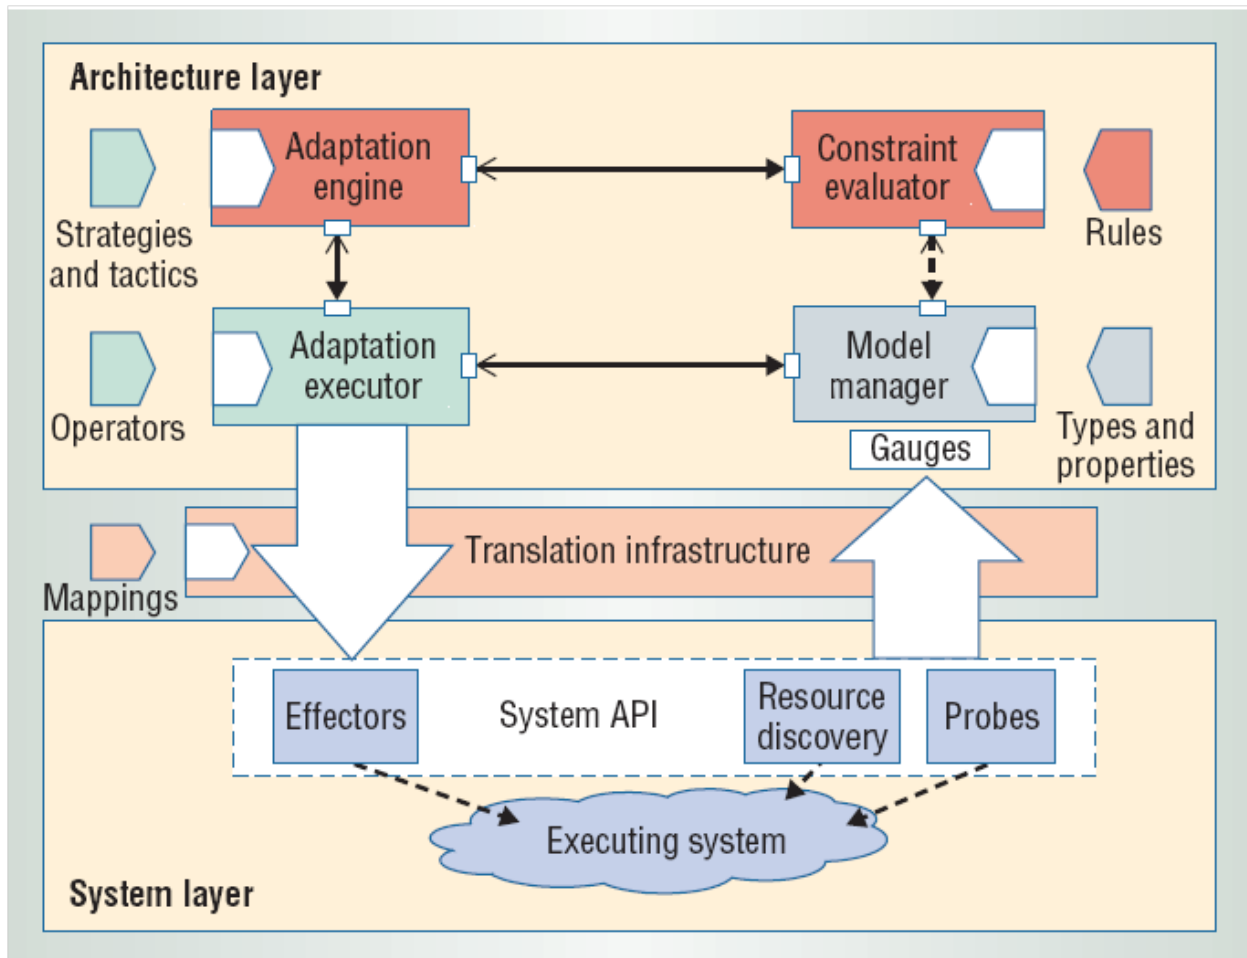 Architecture layer
Adaptation
engine
Constraint
evaluator
Strategies
and tactics
Rules
Adaptation
executor
Model
manager
Operators
Gauges
Types and
properties
Translation infrastructure
Mappings
Effectors
System API
Resource
discovery
Probes
Executing system
System layer